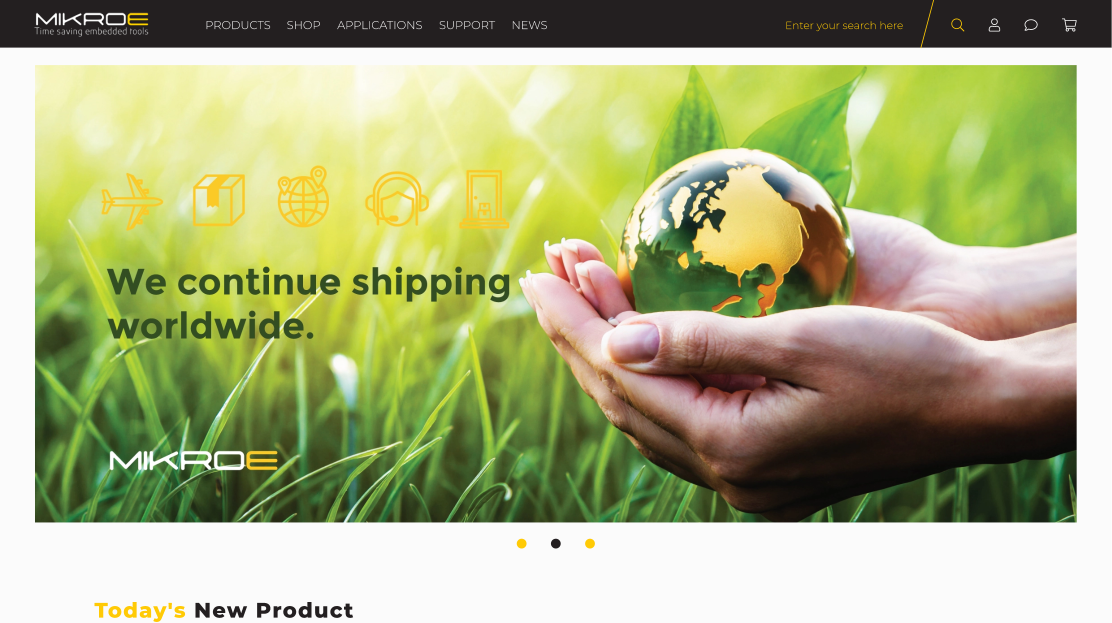 MIKROE
Time saving embedded tools
PRODUCTS SHOP APPLICATIONS SUPPORT NEWS
Enter your search here
We continue shipping
worldwide.
MIKROE
Today's New Product